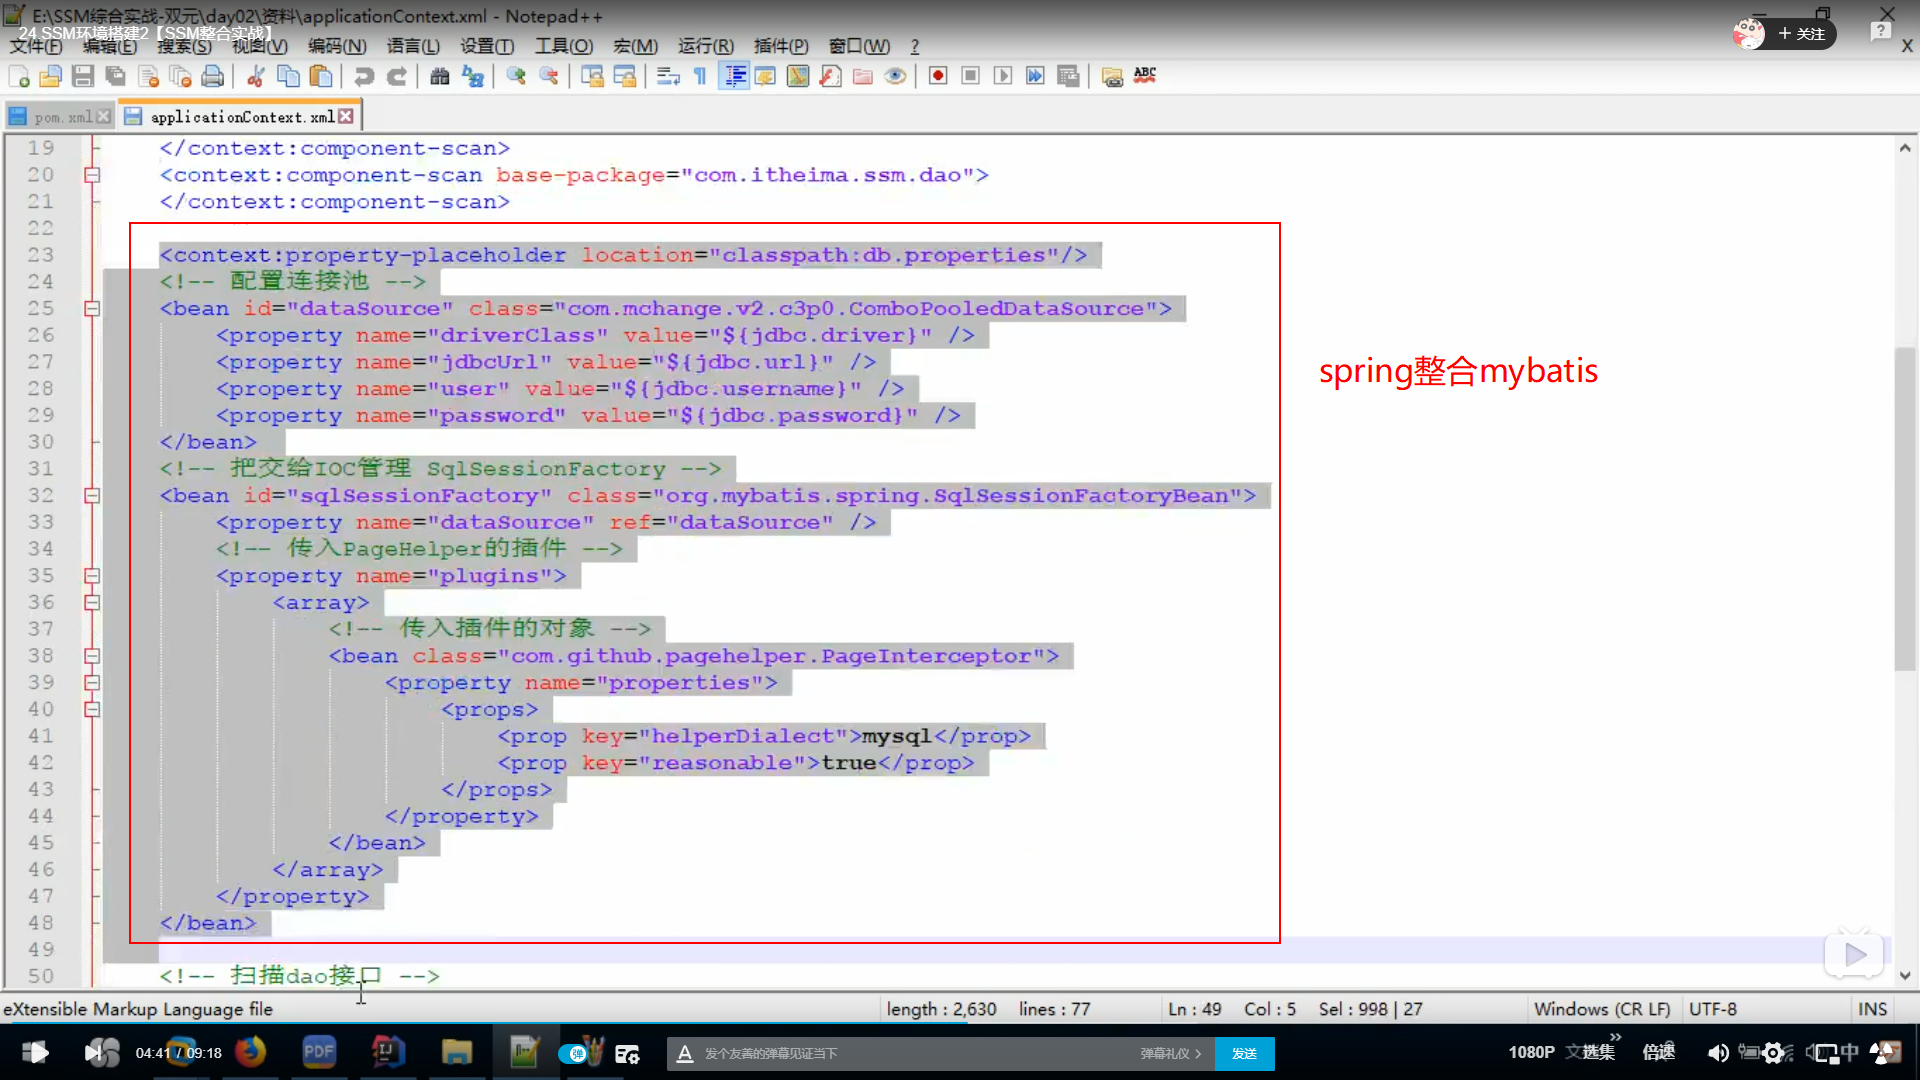 E:\SSM综合实战-双元\day02\资料\applicationContext.xml - Notepad++
24.SSM环境搭建2【SSM整合实战】
+ 关注
文件(F) 编辑(E) 搜索(S) 视图(V) 编码(N) 语言(L) 设置(T) 工具(O) 宏(M) 运行(R) 插件(P) 窗口(W) ?
pom.xml applicationContext.xml
19 </context:component-scan>
20 <context:component-scan base-package="com.itheima.ssm.dao">
21 </context:component-scan>
22
23 <context:property-placeholder location="classpath:db.properties"/>
24 <!-- 配置连接池 -->
25 <bean id="dataSource" class="com.mchange.v2.c3p0.ComboPooledDataSource">
26 <property name="driverClass" value="${jdbc.driver}" />
27 <property name="jdbcUrl" value="${jdbc.url}" />
28 <property name="user" value="${jdbc.username}" />
29 <property name="password" value="${jdbc.password}" />
30 </bean>
31 <!-- 把交给IOC管理 SqlSessionFactory -->
32 <bean id="sqlSessionFactory" class="org.mybatis.spring.SqlSessionFactoryBean">
33 <property name="dataSource" ref="dataSource" />
34 <!-- 传入PageHelper的插件 -->
35 <property name="plugins">
36 <array>
37 <!-- 传入插件的对象 -->
38 <bean class="com.github.pagehelper.PageInterceptor">
39 <property name="properties">
40 <props>
41 <prop key="helperDialect">mysql</prop>
42 <prop key="reasonable">true</prop>
43 </props>
44 </property>
45 </bean>
46 </array>
47 </property>
48 </bean>
49
50 <!-- 扫描dao接口 -->
spring整合mybatis
eXtensible Markup Language file length : 2,630 lines : 77 Ln : 49 Col : 5 Sel : 998 | 27 Windows (CR LF) UTF-8 INS
04:41 / 09:18 PDF IJ 弹 A 发个友善的弹幕见证当下 弹幕礼仪 > 发送 1080P 选集 倍速 中